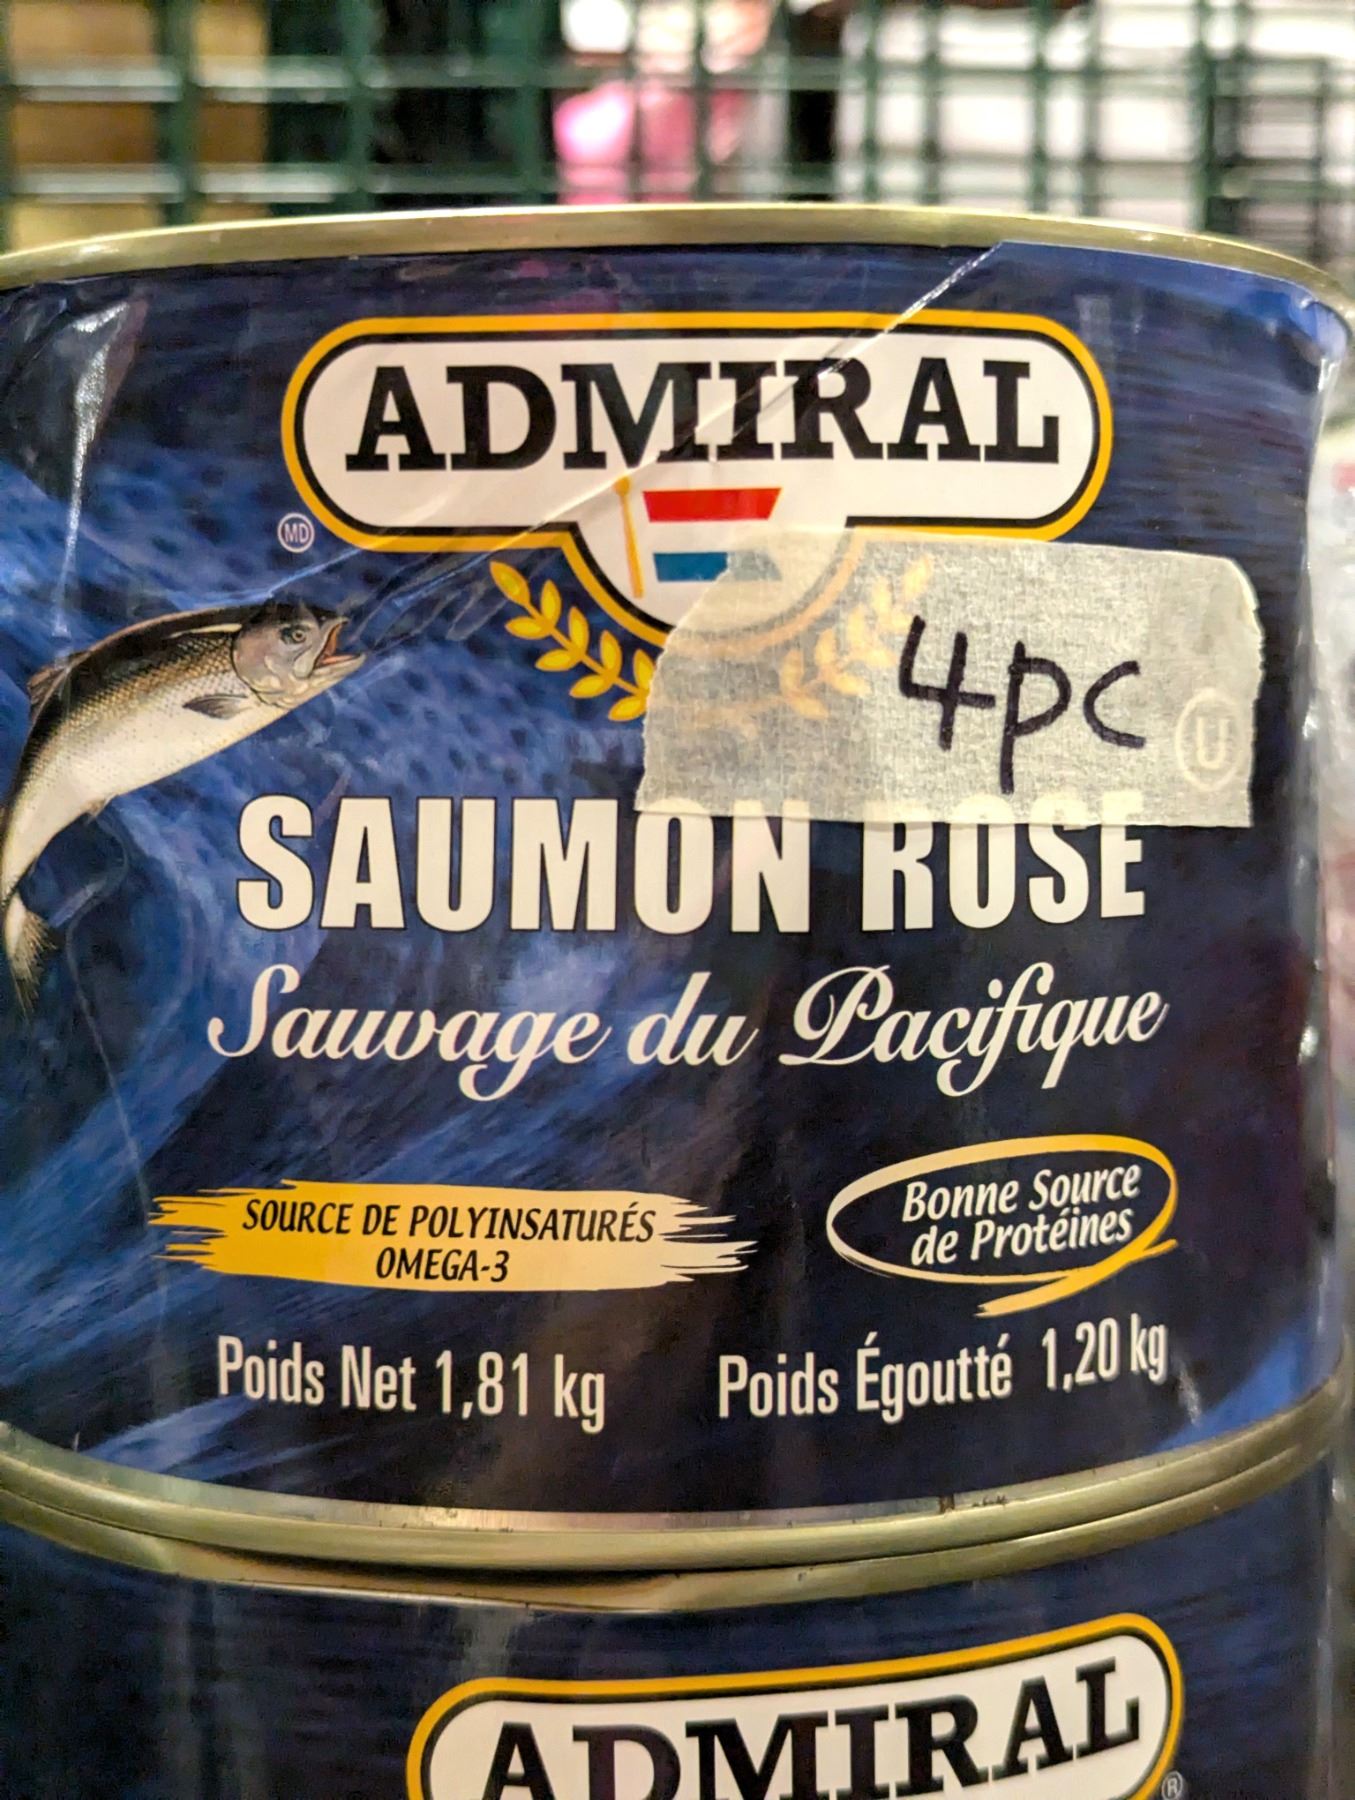 ADMIRAL
MD
4pc
U
SAUMON ROSE
Sauvage du Pacifique
SOURCE DE POLYINSATURÉS
OMEGA-3
Bonne Source
de Protéines
Poids Net 1,81 kg
Poids Égoutté 1,20 kg
ADMIRAL
®